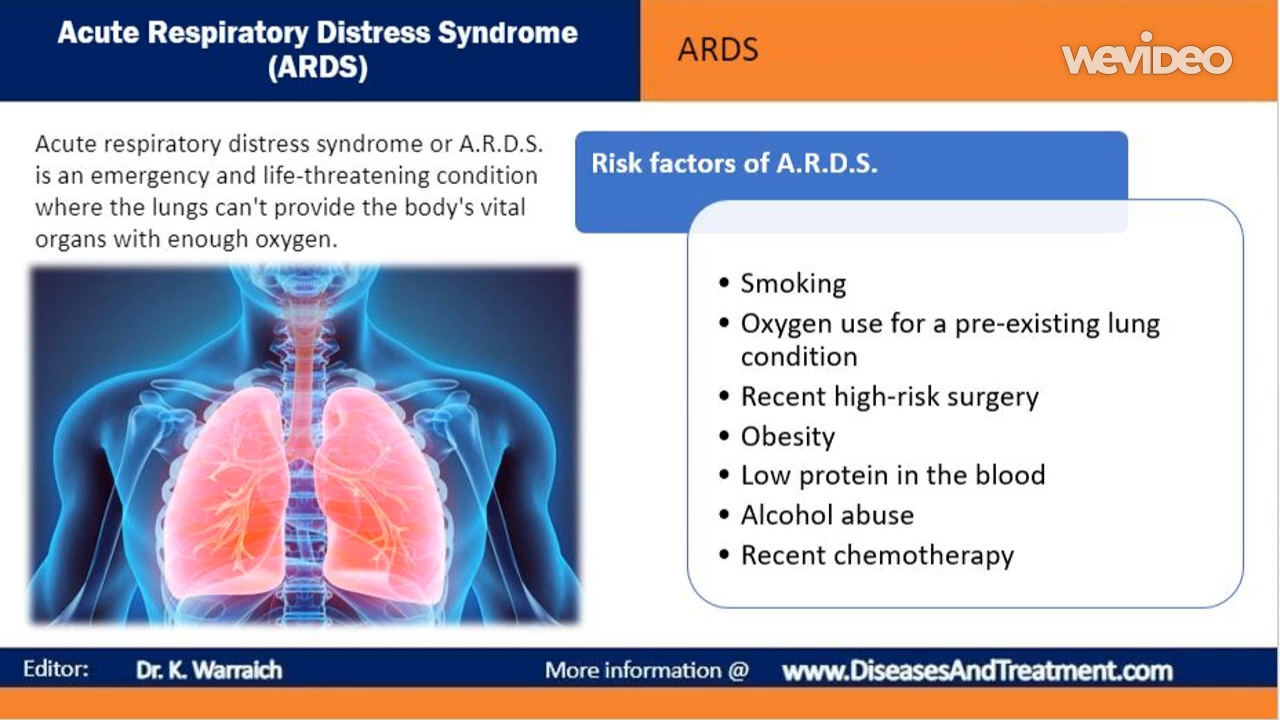 Acute Respiratory Distress Syndrome
(ARDS)
ARDS
WEVIDEO
Acute respiratory distress syndrome or A.R.D.S.
is an emergency and life-threatening condition
where the lungs can't provide the body's vital
organs with enough oxygen.
Risk factors of A.R.D.S.
• Smoking
• Oxygen use for a pre-existing lung
condition
• Recent high-risk surgery
• Obesity
• Low protein in the blood
• Alcohol abuse
• Recent chemotherapy
Editor: Dr. K. Warraich More information @ www.DiseasesAndTreatment.com